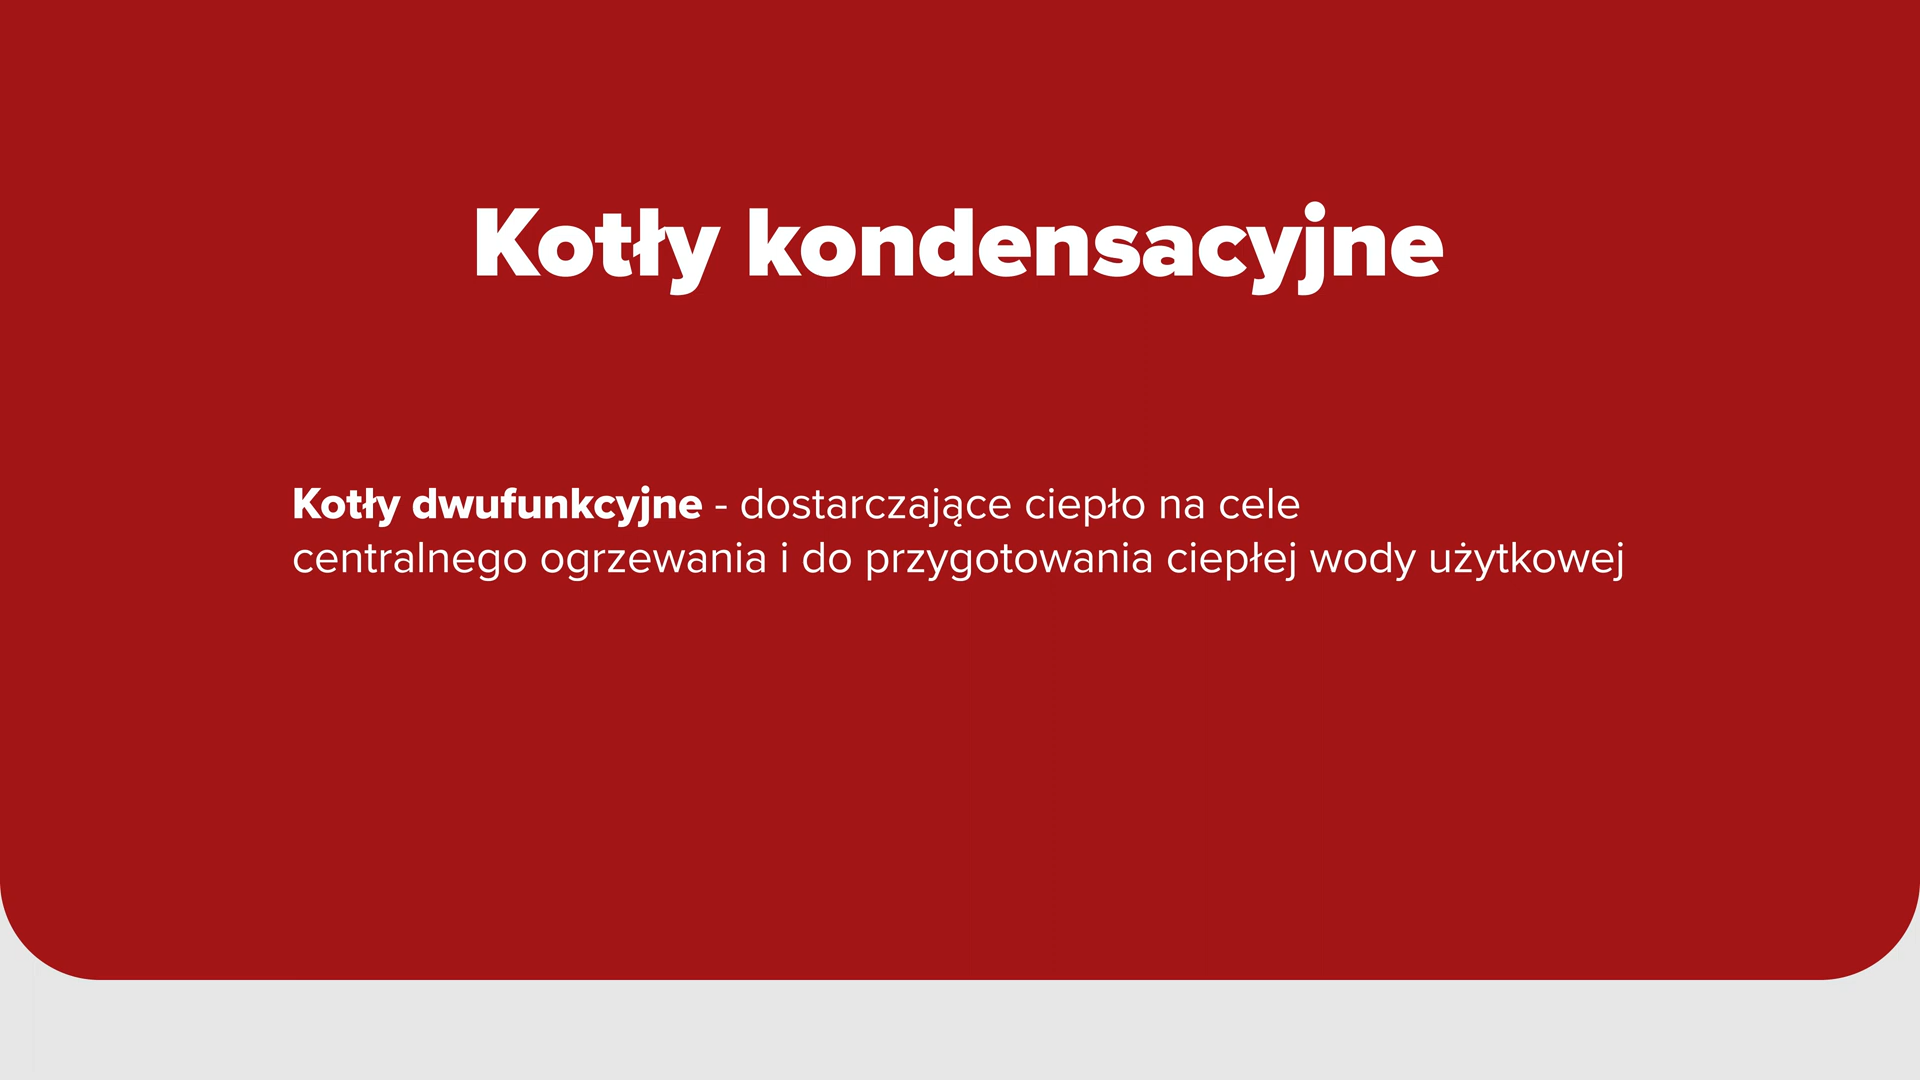 Kotły kondensacyjne
Kotły dwufunkcyjne - dostarczające ciepło na cele
centralnego ogrzewania i do przygotowania ciepłej wody użytkowej